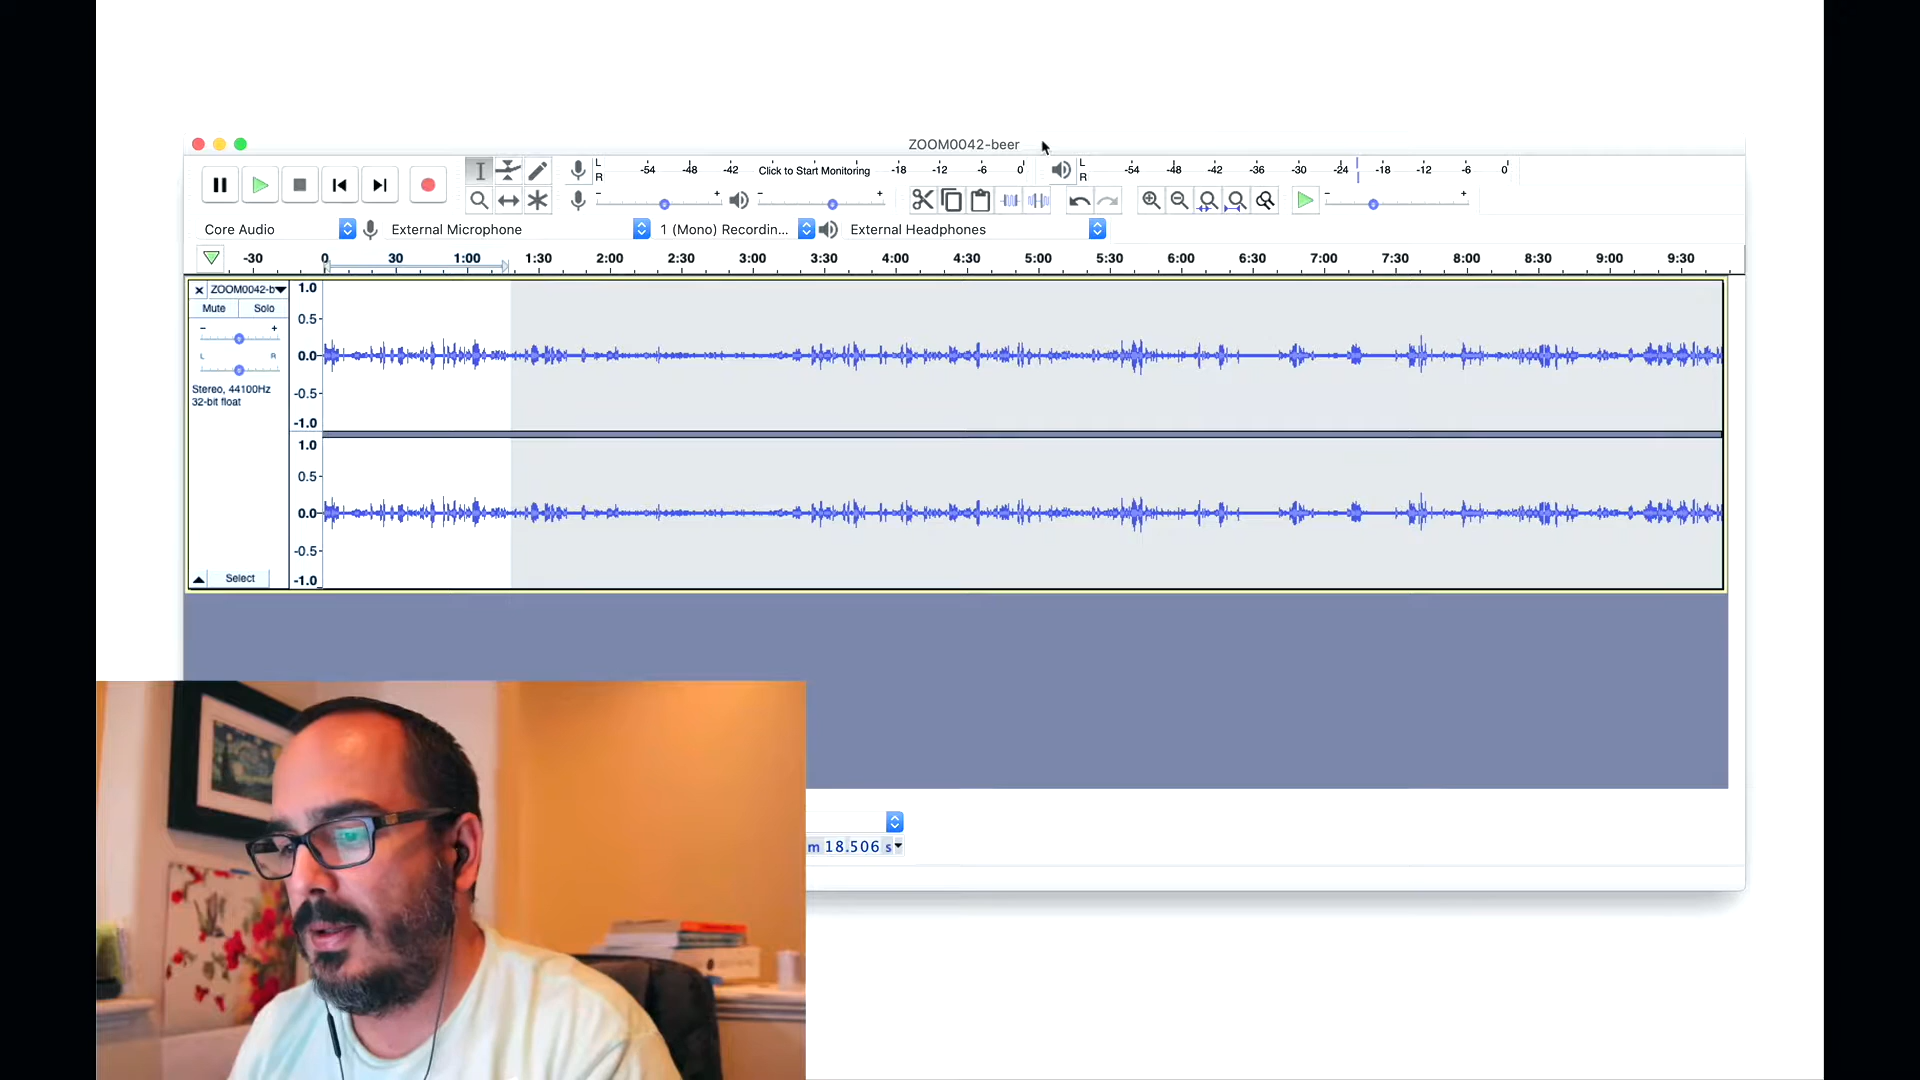 ZOOM0042-beer
L -54 -48 -42 Click to Start Monitoring -18 -12 -6 0 L -54 -48 -42 -36 -30 -24 -18 -12 -6 0
R R
- + - + - +
Core Audio External Microphone 1 (Mono) Recordin... External Headphones
-30 0 30 1:00 1:30 2:00 2:30 3:00 3:30 4:00 4:30 5:00 5:30 6:00 6:30 7:00 7:30 8:00 8:30 9:00 9:30
ZOOM0042-b 1.0
Mute Solo
0.5
- +
L R 0.0
Stereo, 44100Hz
32-bit float
-0.5
-1.0
1.0
0.5
0.0
-0.5
Select -1.0
m 18.506 s